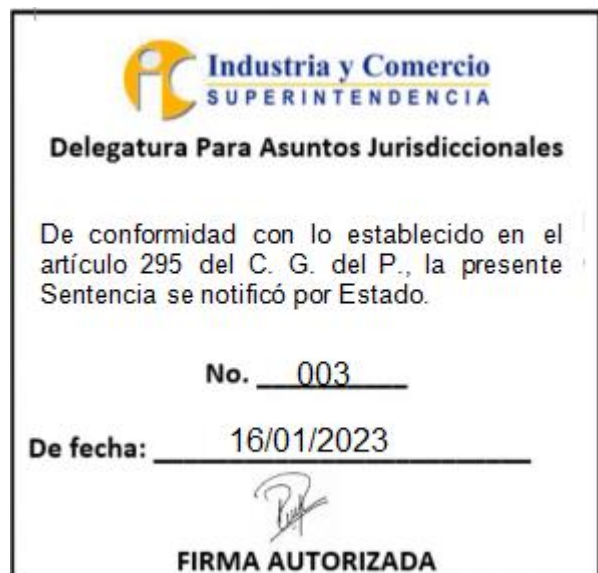 Industria y Comercio
SUPERINTENDENCIA
Delegatura Para Asuntos Jurisdiccionales
De conformidad con lo establecido en el
artículo 295 del C. G. del P., la presente
Sentencia se notificó por Estado.
No. 003
De fecha: 16/01/2023
FIRMA AUTORIZADA